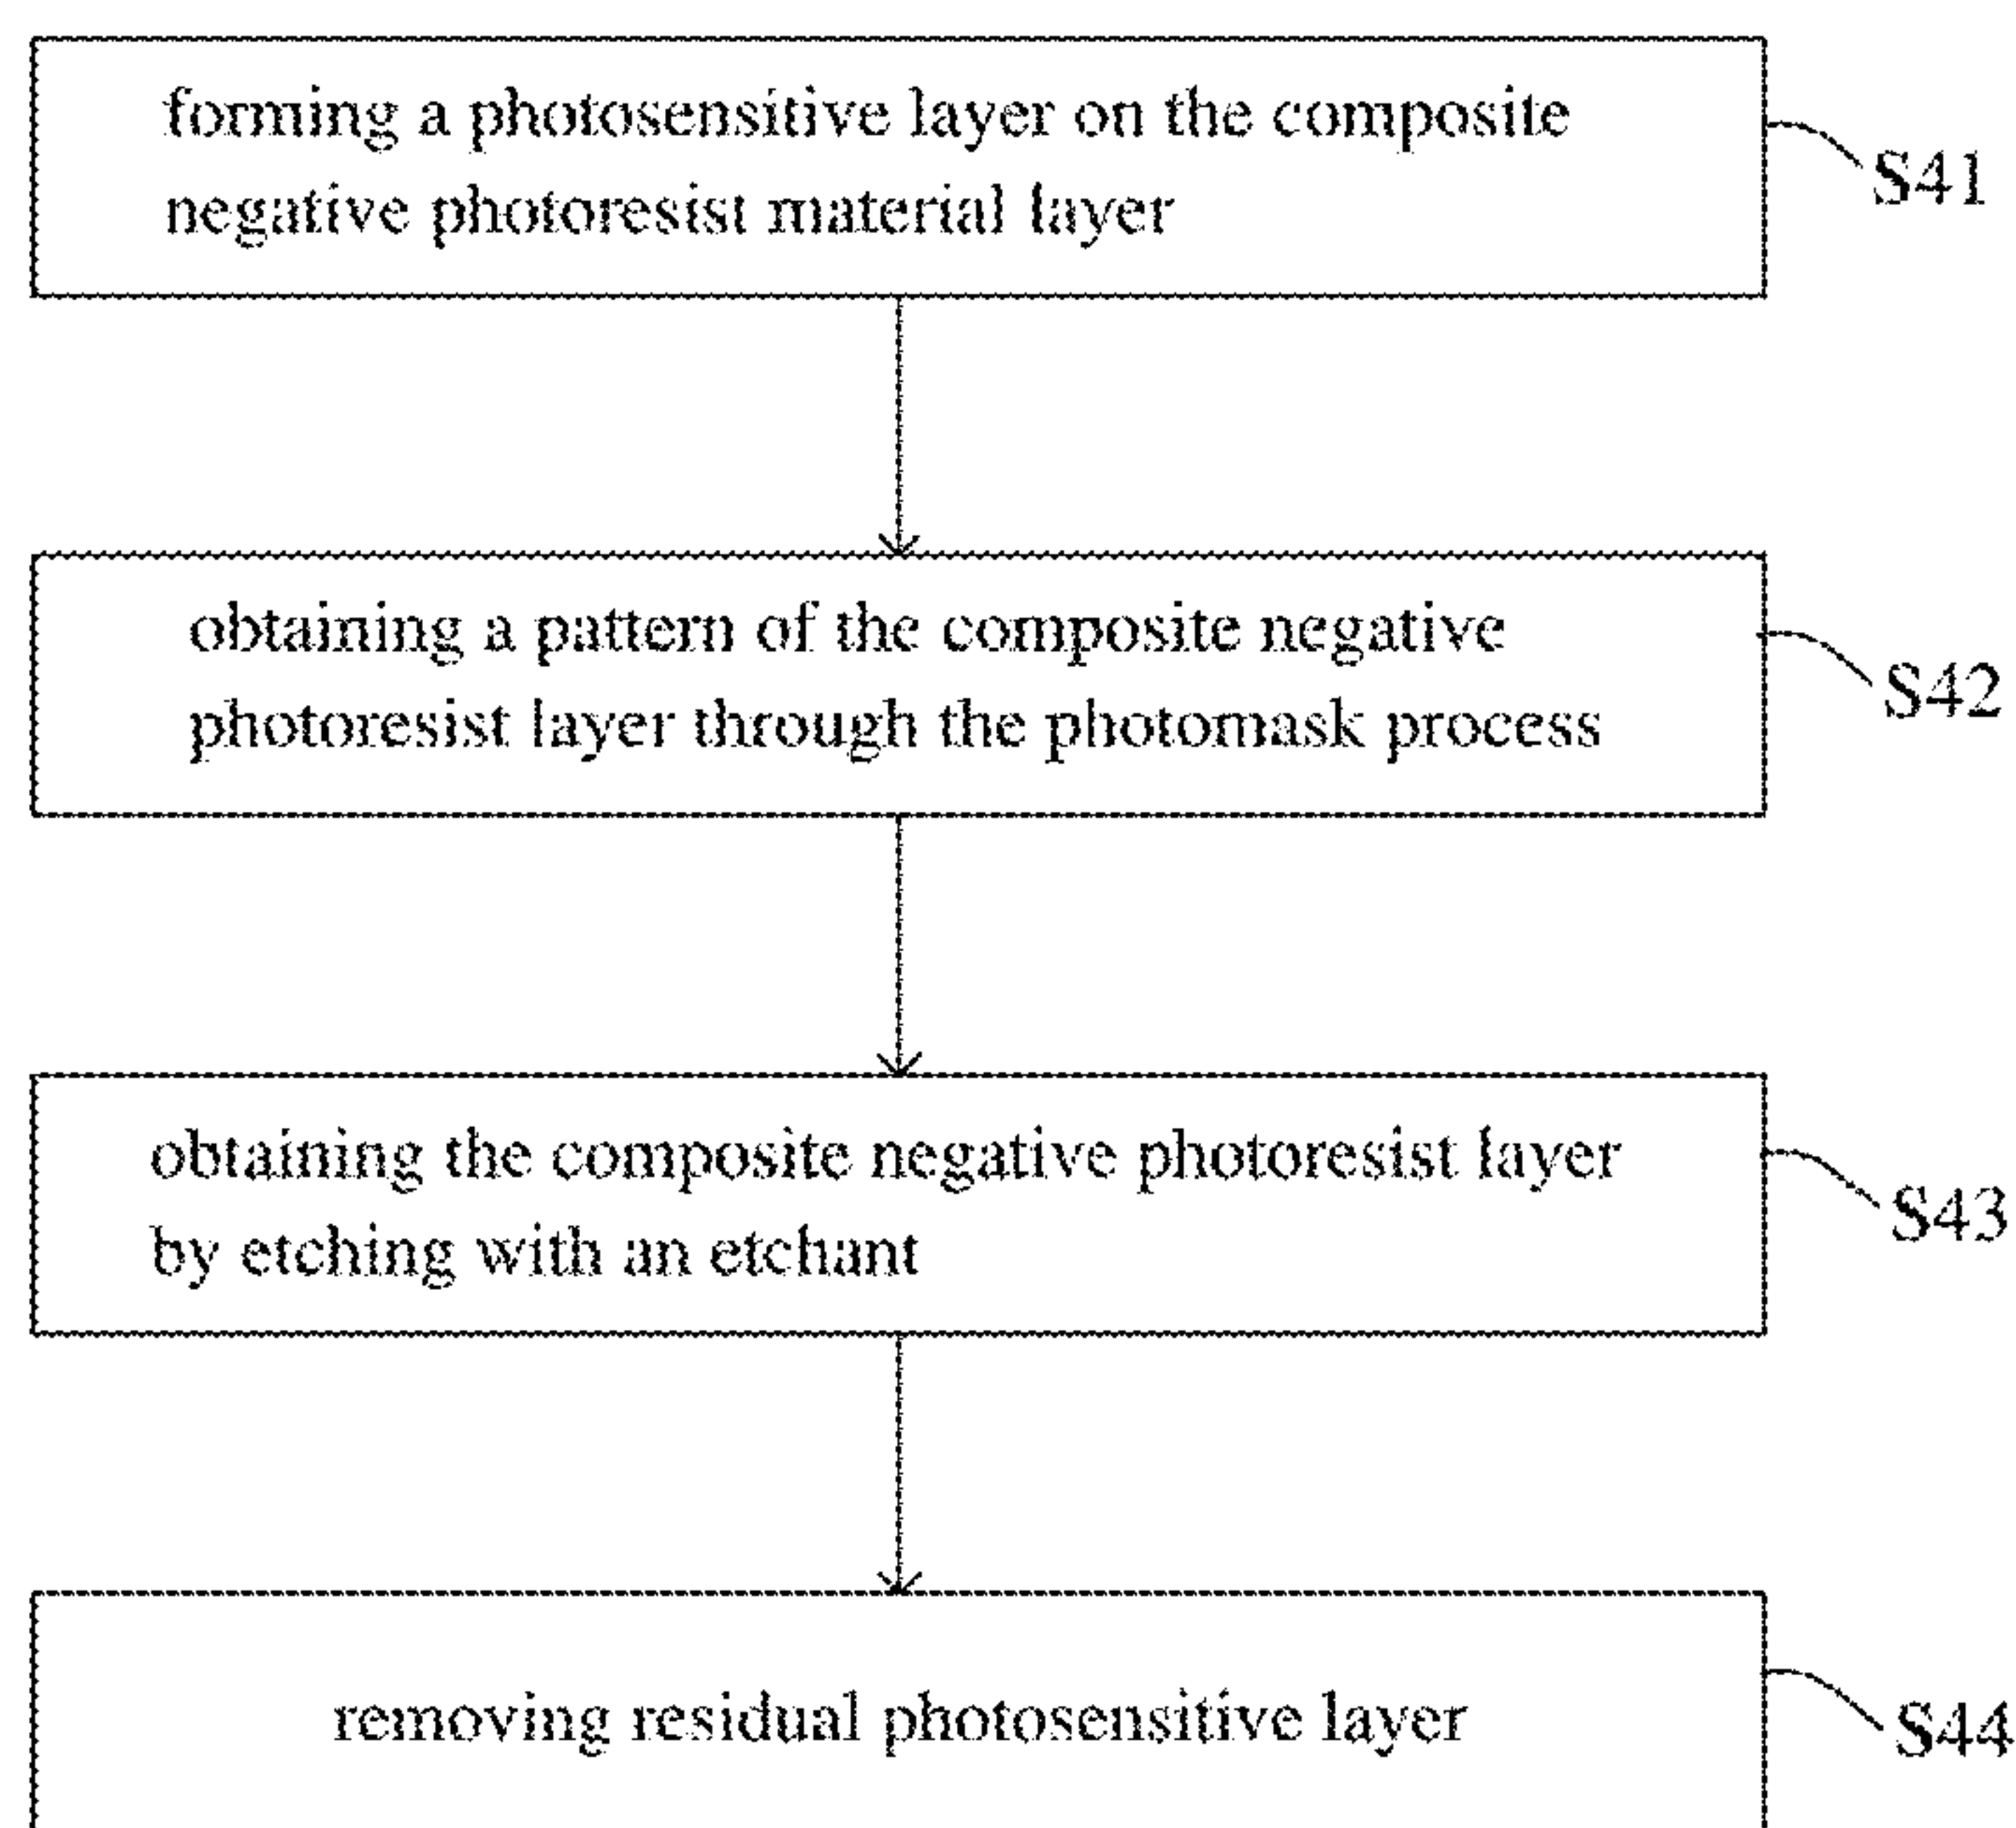 forming a photosensitive layer on the composite
negative photoresist material layer
S41
obtaining a pattern of the composite negative
photoresist layer through the photomask process
S42
obtaining the composite negative photoresist layer
by etching with an etchant
S43
removing residual photosensitive layer
S44